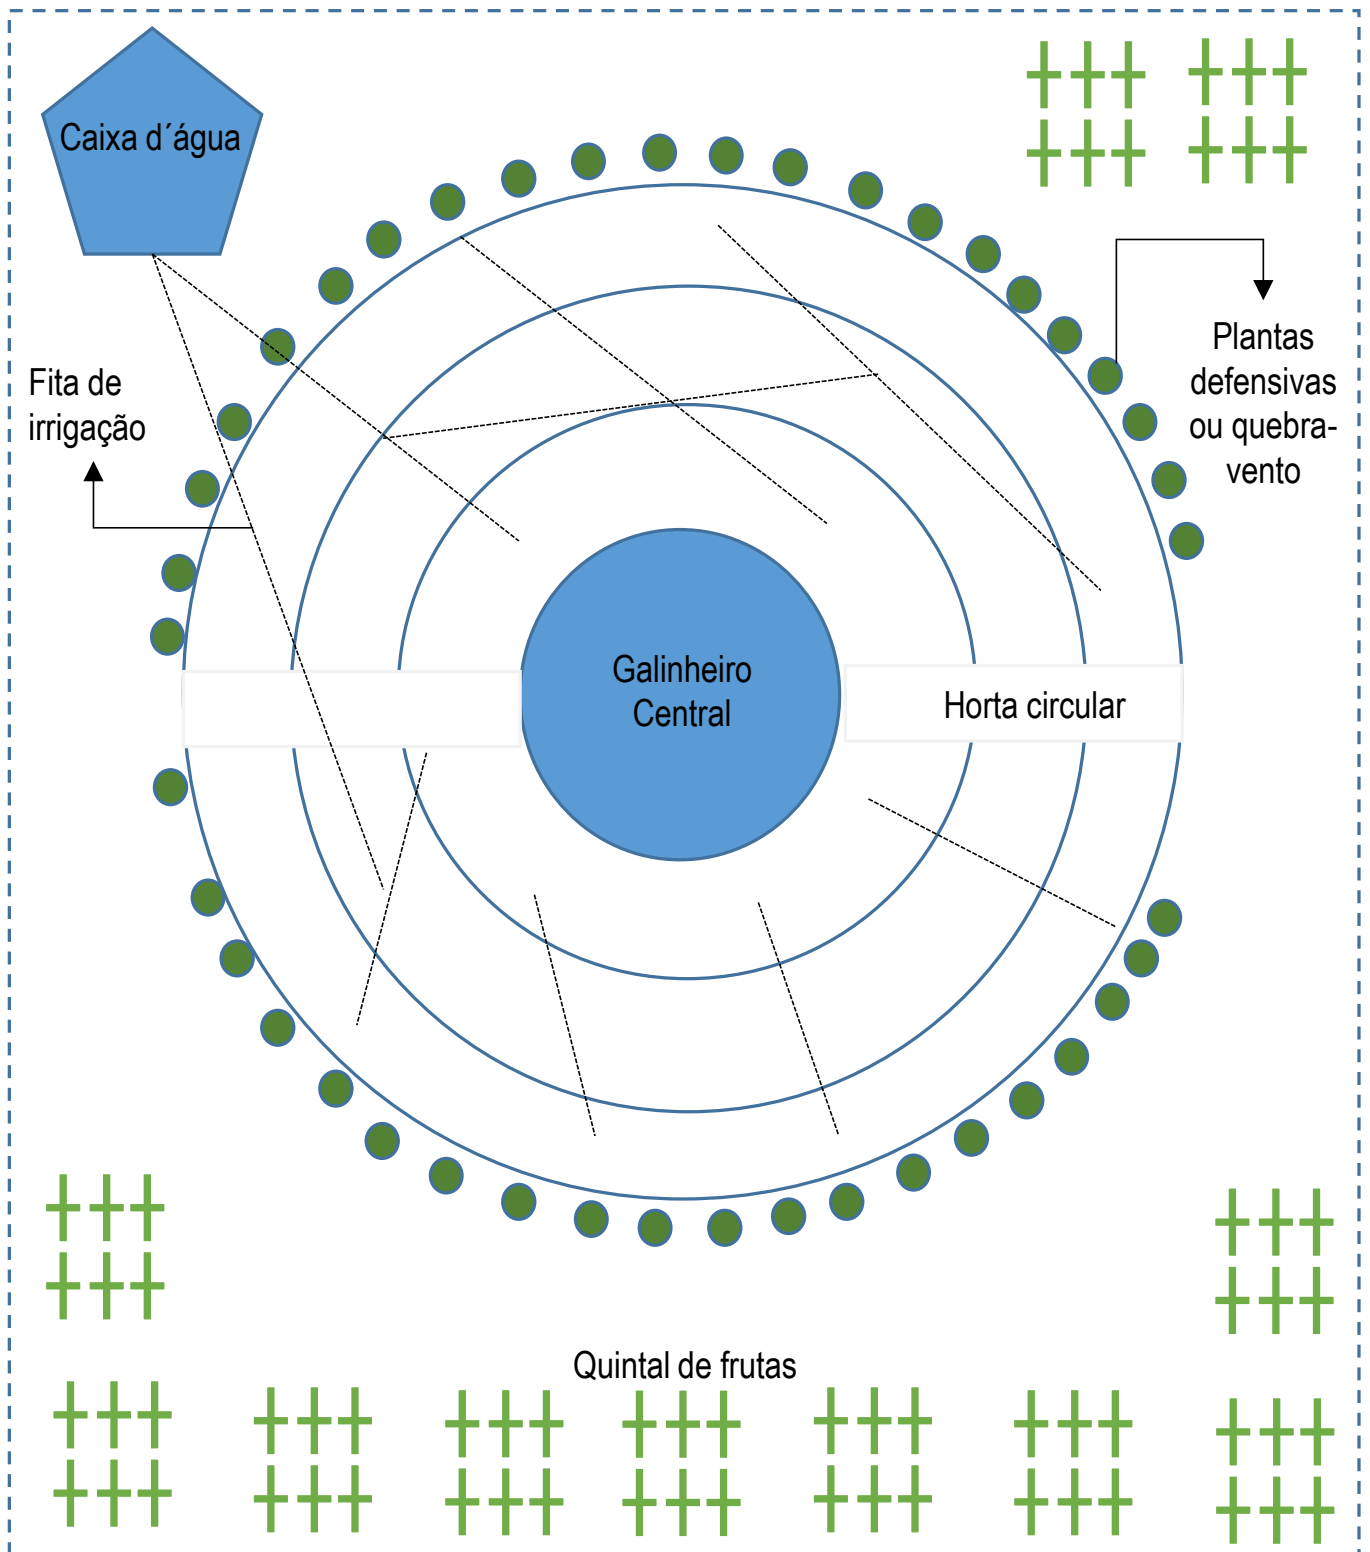 Caixa d´água
Fita de
irrigação
Plantas
defensivas
ou quebra-
vento
Galinheiro
Central
Horta circular
Quintal de frutas